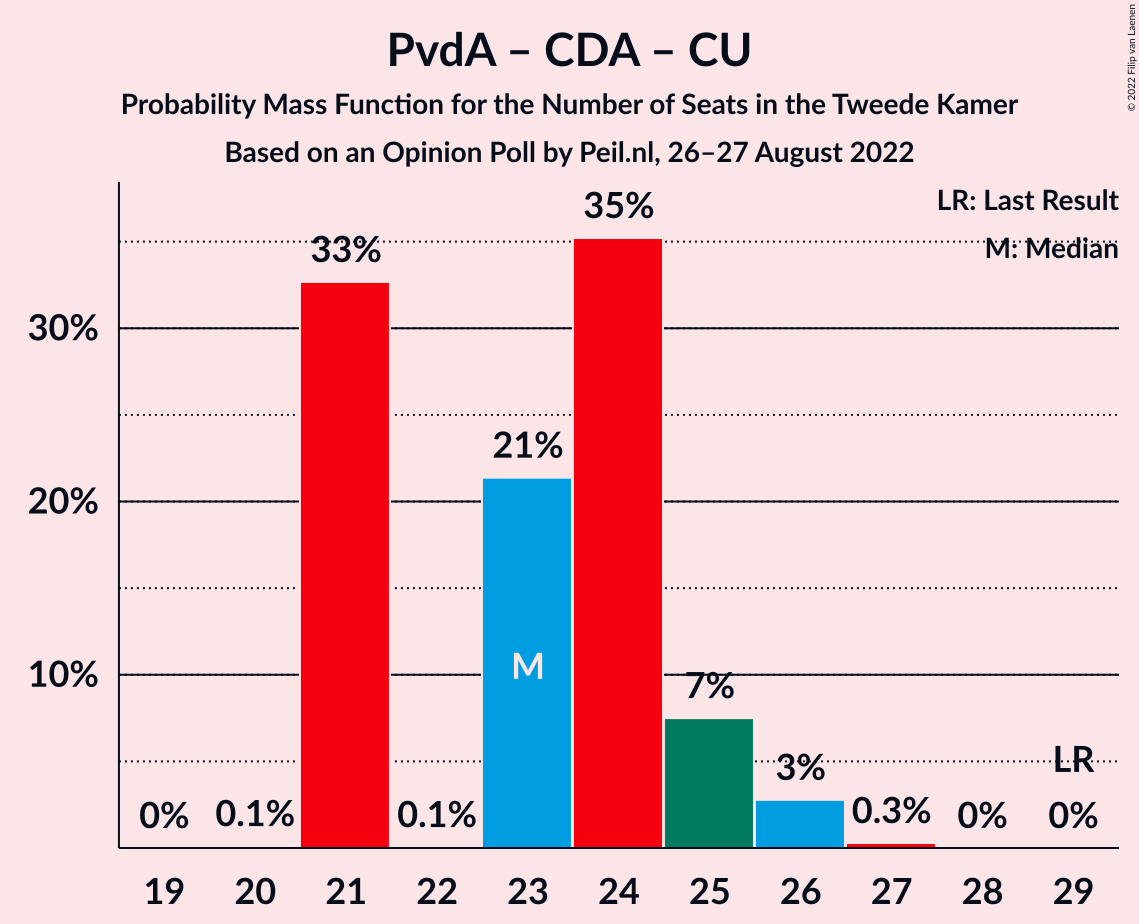 PvdA – CDA – CU
Probability Mass Function for the Number of Seats in the Tweede Kamer
Based on an Opinion Poll by Peil.nl, 26–27 August 2022
© 2022 Filip van Laenen
LR: Last Result
M: Median
35%
33%
30%
21%
20%
M
10%
7%
3%
LR
0%
0.1%
0.1%
0.3%
0%
0%
19 20 21 22 23 24 25 26 27 28 29